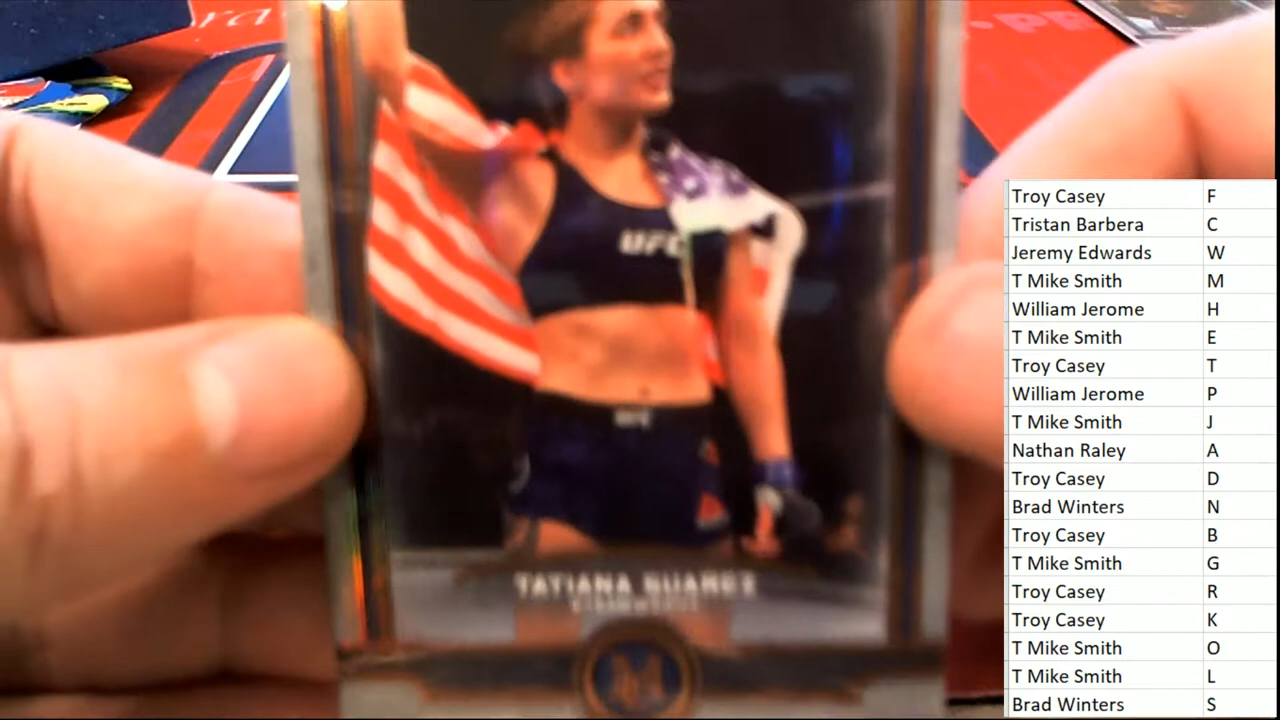 UFC
UFC
TATIANA SUAREZ
STRAWWEIGHT
M
Troy Casey F
Tristan Barbera C
Jeremy Edwards W
T Mike Smith M
William Jerome H
T Mike Smith E
Troy Casey T
William Jerome P
T Mike Smith J
Nathan Raley A
Troy Casey D
Brad Winters N
Troy Casey B
T Mike Smith G
Troy Casey R
Troy Casey K
T Mike Smith O
T Mike Smith L
Brad Winters S